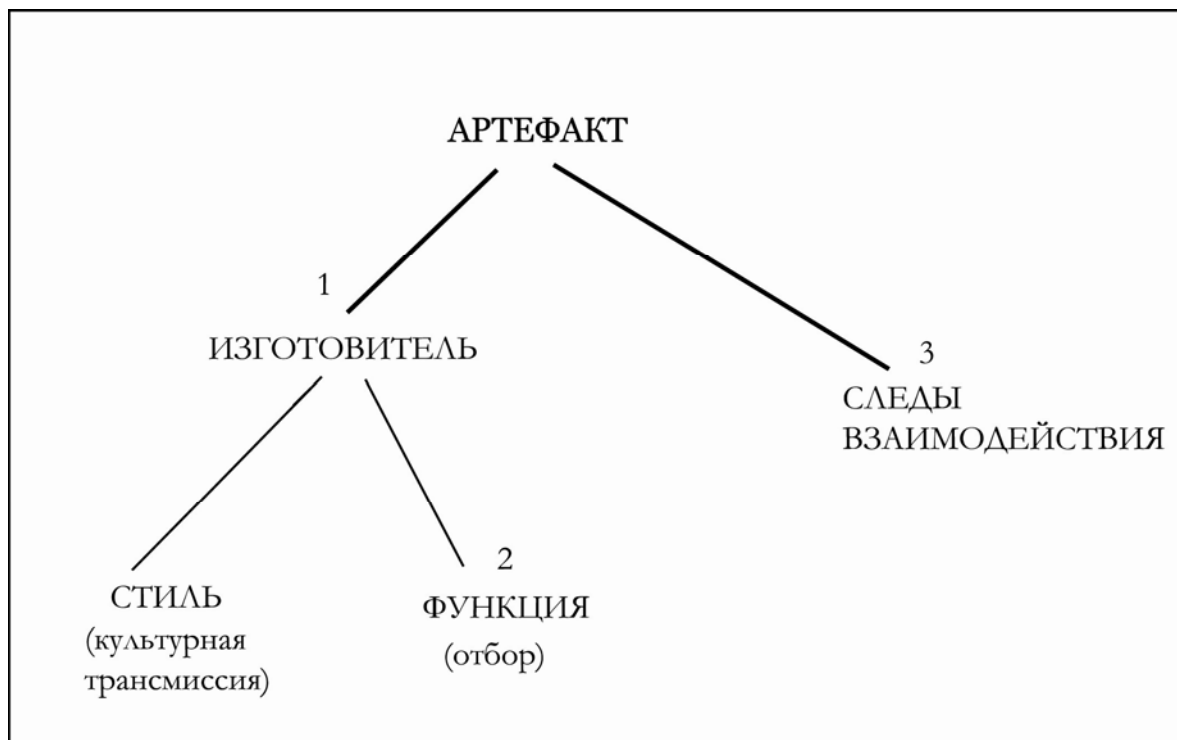 АРТЕФАКТ
1
ИЗГОТОВИТЕЛЬ
3
СЛЕДЫ
ВЗАИМОДЕЙСТВИЯ
СТИЛЬ
(культурная
трансмиссия)
2
ФУНКЦИЯ
(отбор)